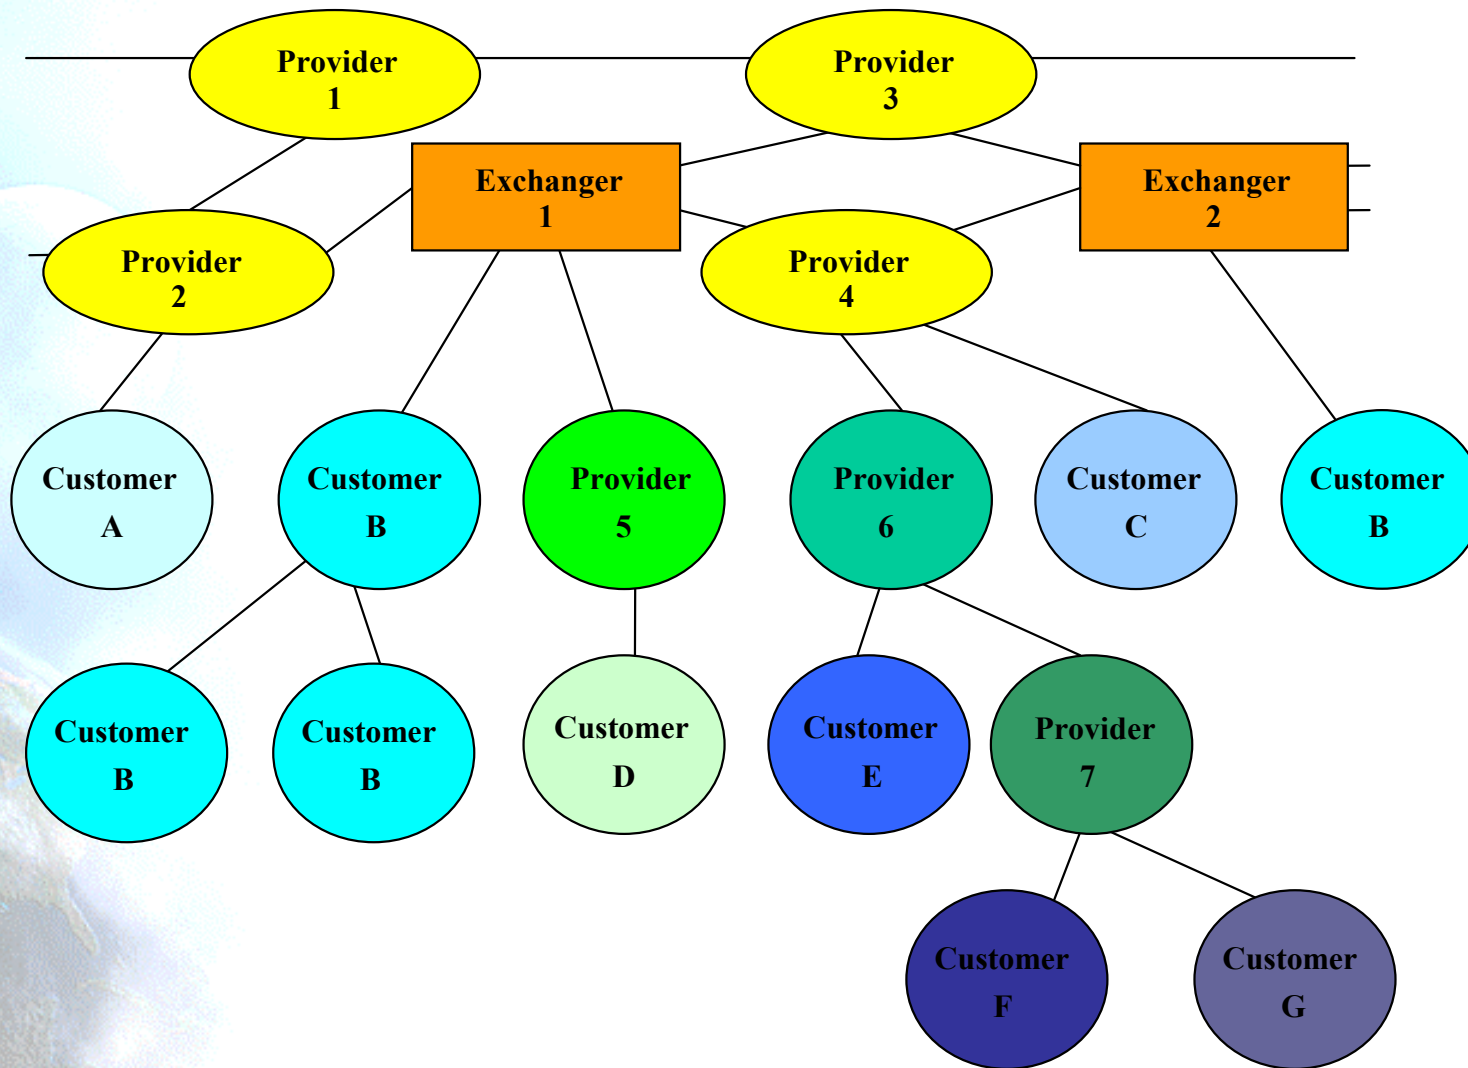 Provider
1
Provider
3
Exchanger
1
Exchanger
2
Provider
2
Provider
4
Customer
A
Customer
B
Provider
5
Provider
6
Customer
C
Customer
B
Customer
B
Customer
B
Customer
D
Customer
E
Provider
7
Customer
F
Customer
G